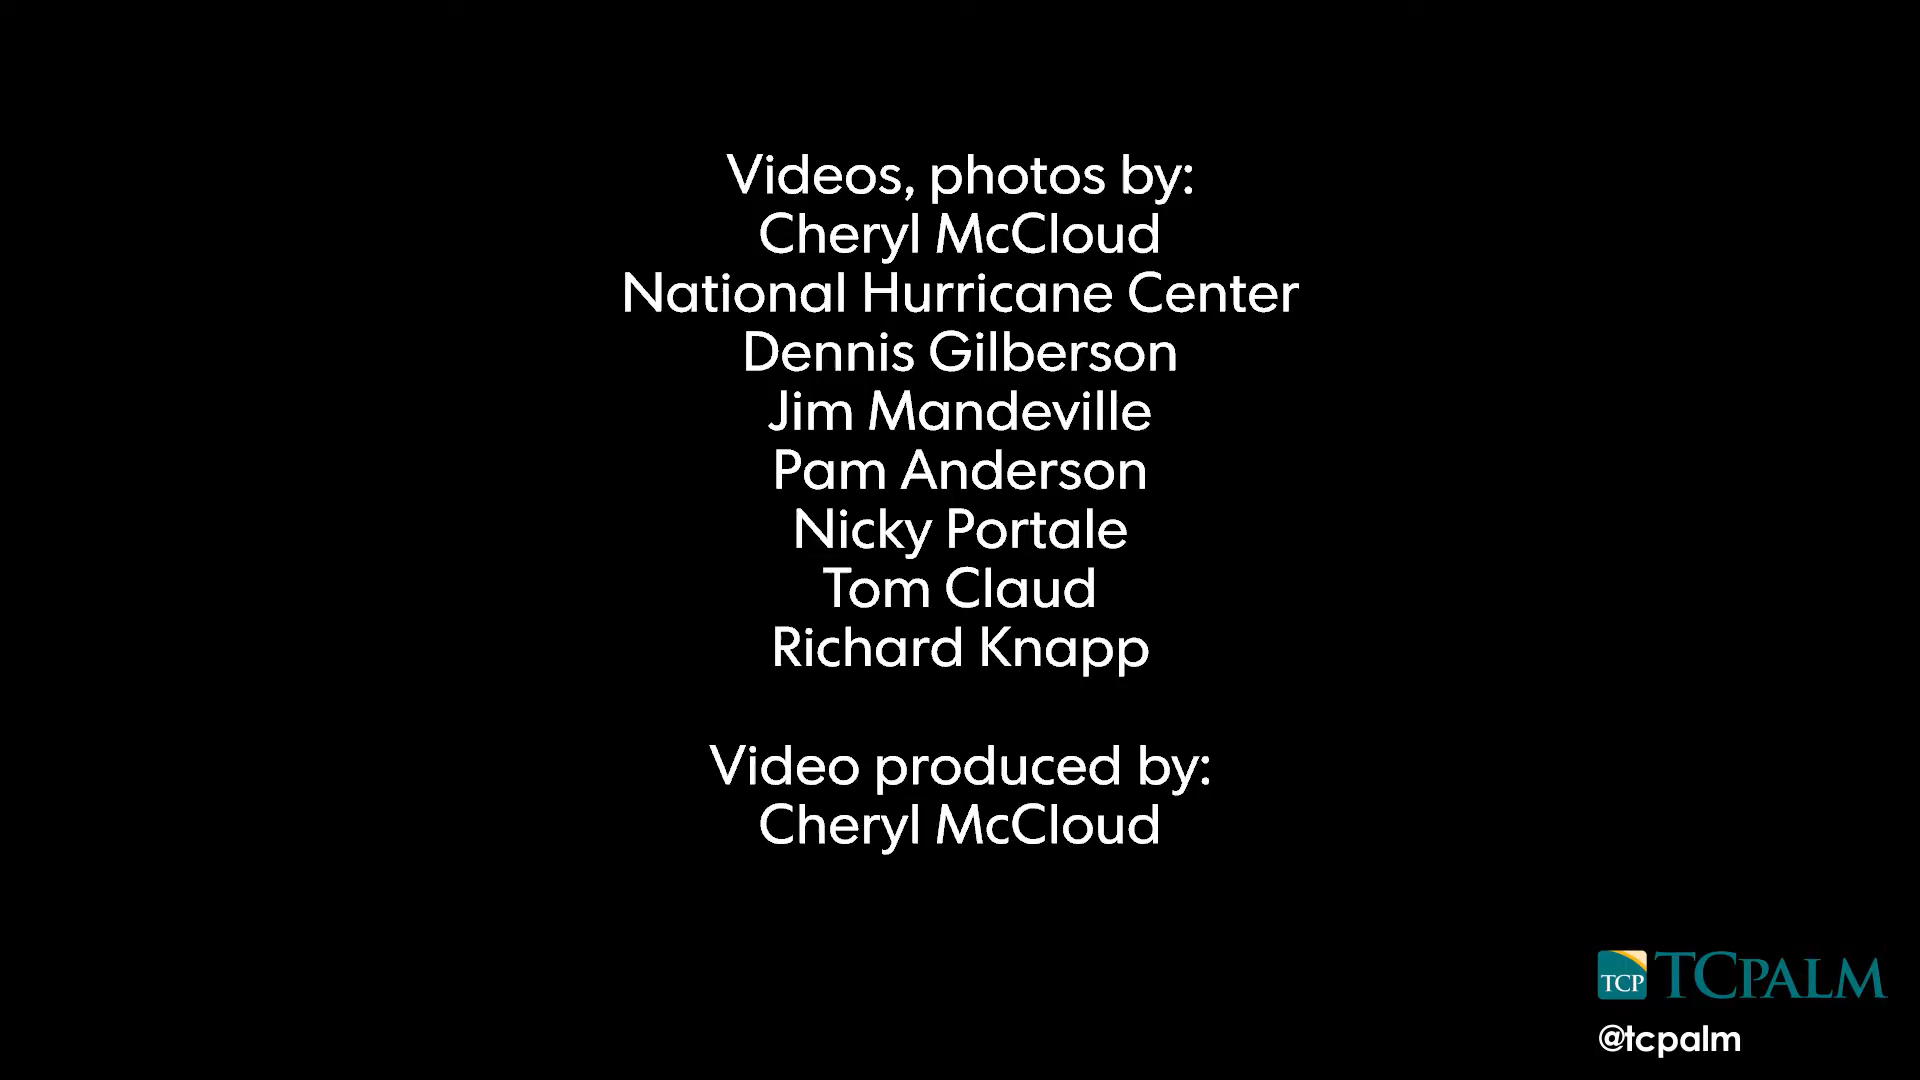 Videos, photos by:
Cheryl McCloud
National Hurricane Center
Dennis Gilberson
Jim Mandeville
Pam Anderson
Nicky Portale
Tom Claud
Richard Knapp
Video produced by:
Cheryl McCloud
TCP TCPALM
@tcpalm